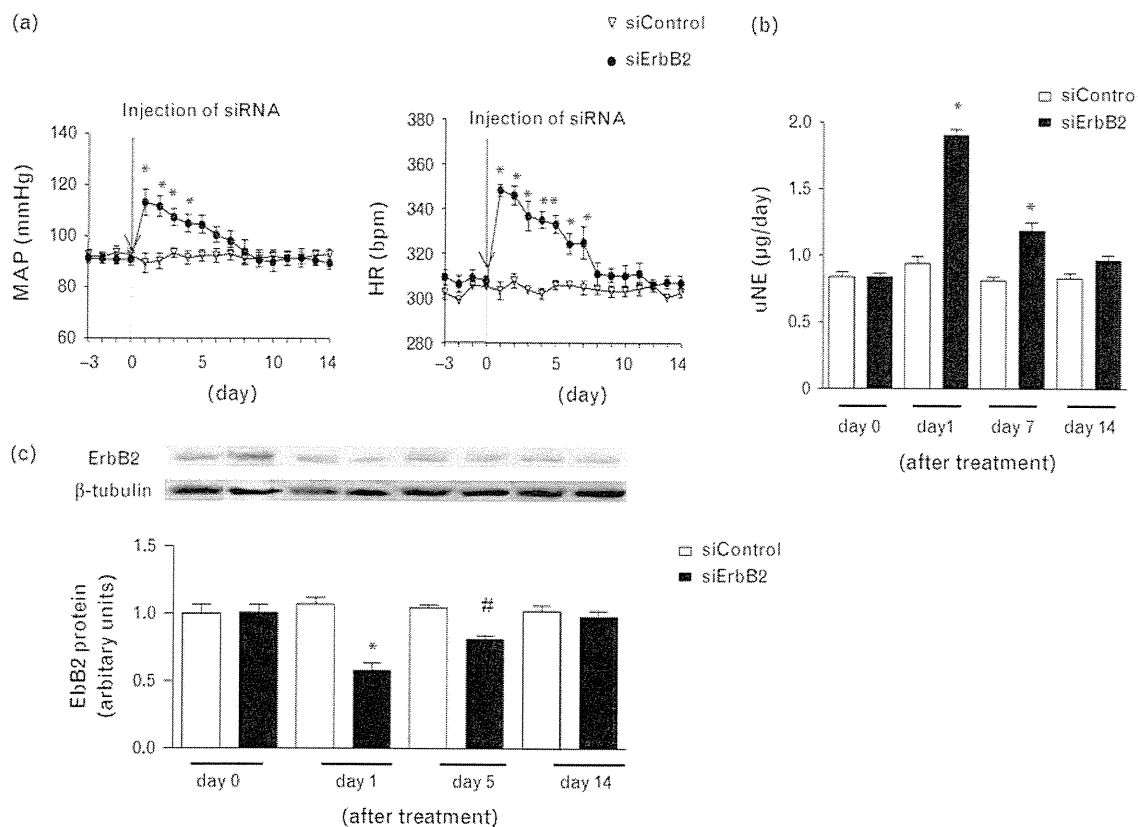 (a)
▽ siControl
● siErbB2
Injection of siRNA
MAP (mmHg)
140
120
100
80
60
* * * *
-3 0 5 10 14
(day)
Injection of siRNA
HR (bpm)
380
360
340
320
300
280
* * * ** * *
-3 0 5 10 14
(day)
(b)
siContro
siErbB2
uNE (µg/day)
2.0
1.5
1.0
0.5
0
*
*
day 0 day1 day 7 day 14
(after treatment)
(c)
ErbB2
β-tubulin
siControl
siErbB2
EbB2 protein
(arbitary units)
1.5
1.0
0.5
0.0
*
#
day 0 day 1 day 5 day 14
(after treatment)